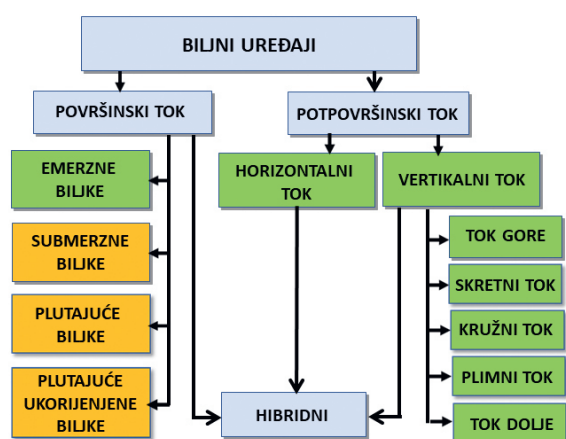 BILJNI UREĐAJI
POVRŠINSKI TOK
POTPOVRŠINSKI TOK
EMERZNE
BILJKE
HORIZONTALNI
TOK
VERTIKALNI TOK
SUBMERZNE
BILJKE
TOK GORE
SKRETNI TOK
PLUTAJUĆE
BILJKE
KRUŽNI TOK
PLUTAJUĆE
UKORIJENJENE
BILJKE
PLIMNI TOK
HIBRIDNI
TOK DOLJE